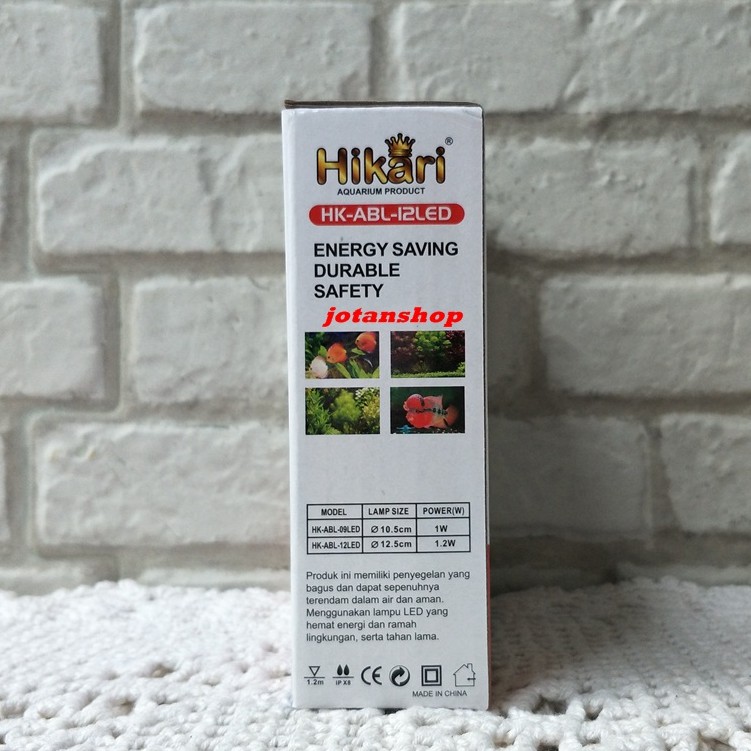 Hikari®
AQUARIUM PRODUCT
HK-ABL-12LED
ENERGY SAVING
DURABLE
SAFETY
jotanshop
MODEL LAMP SIZE POWER(W)
HK-ABL-09LED Ø10.5cm 1W
HK-ABL-12LED Ø12.5cm 1.2W
Produk ini memiliki penyegelan yang
bagus dan dapat sepenuhnya
terendam dalam air dan aman.
Menggunakan lampu LED yang
hemat energi dan ramah
lingkungan, serta tahan lama.
1.2m IP X8 CE
MADE IN CHINA